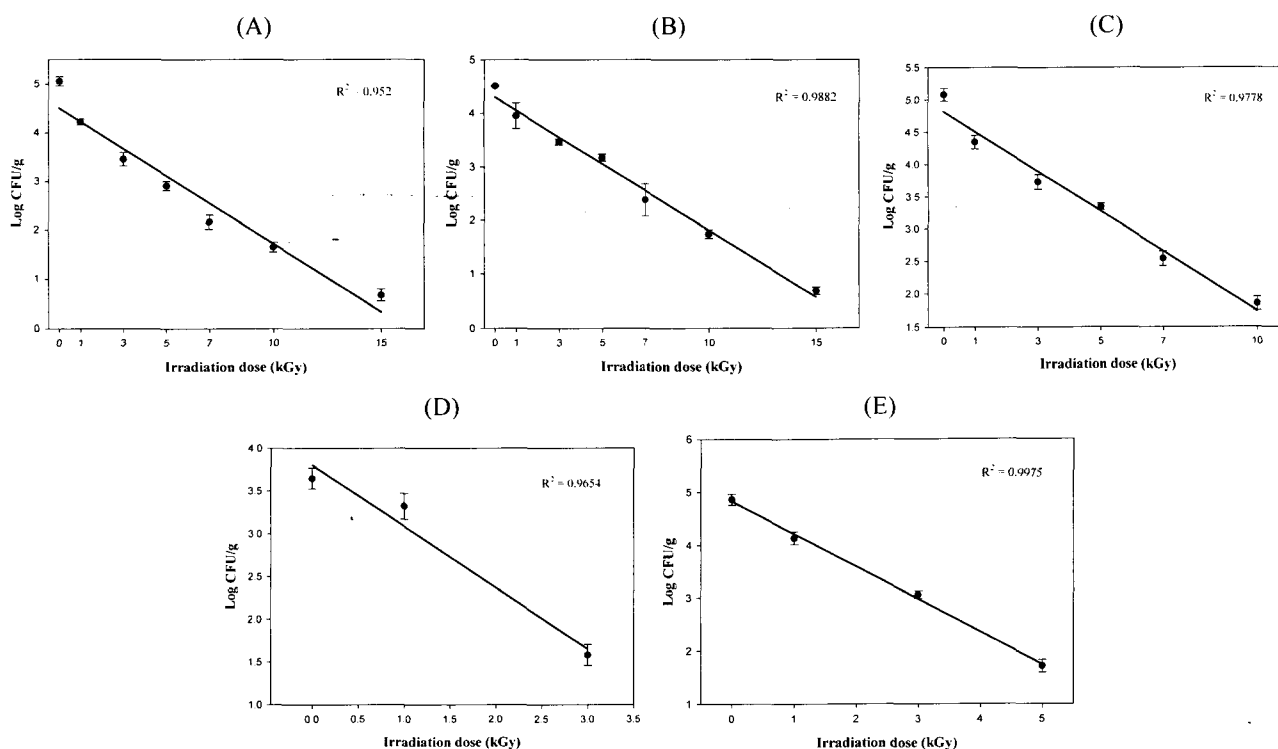 (A)
(B)
(C)
R² = 0.952
R² = 0.9882
R² = 0.9778
Log CFU/g
5
4
3
2
1
0
0 1 3 5 7 10 15
Irradiation dose (kGy)
Log CFU/g
5
4
3
2
1
0
0 1 3 5 7 10 15
Irradiation dose (kGy)
Log CFU/g
5.5
5.0
4.5
4.0
3.5
3.0
2.5
2.0
1.5
0 1 3 5 7 10
Irradiation dose (kGy)
(D)
(E)
R² = 0.9654
R² = 0.9975
Log CFU/g
4.0
3.5
3.0
2.5
2.0
1.5
1.0
0.0 0.5 1.0 1.5 2.0 2.5 3.0 3.5
Irradiation dose (kGy)
Log CFU/g
6
5
4
3
2
1
0 1 3 5
Irradiation dose (kGy)